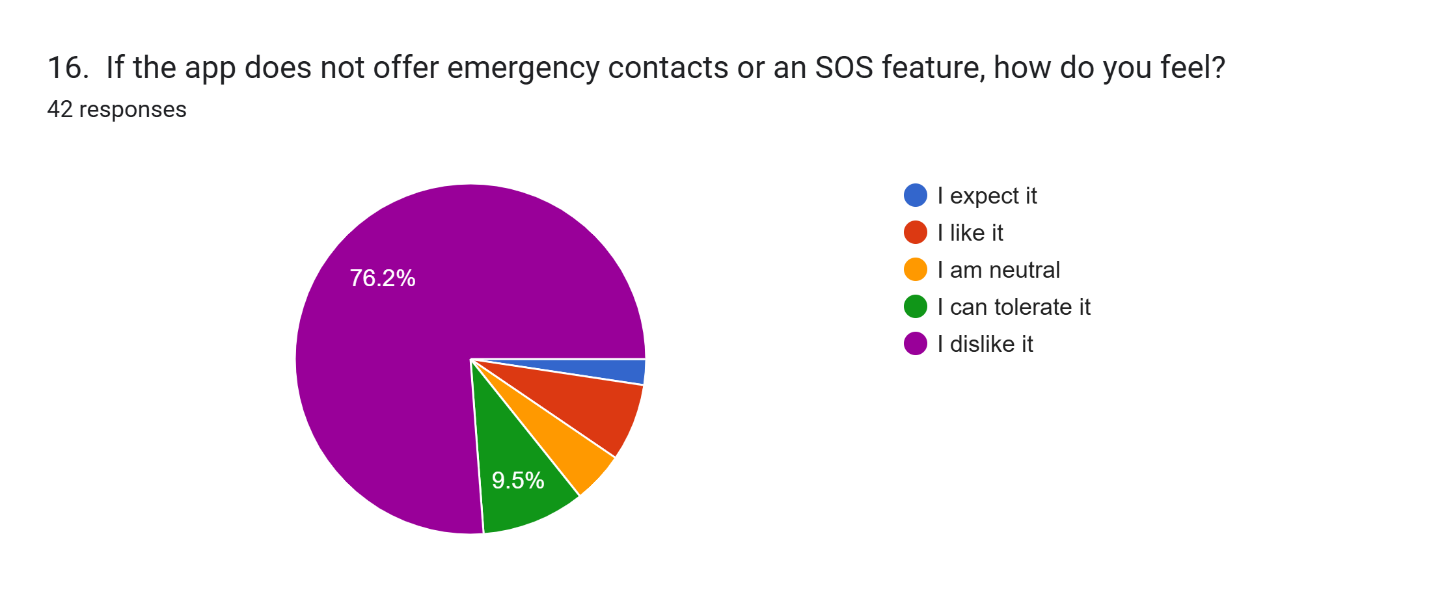 16. If the app does not offer emergency contacts or an SOS feature, how do you feel?
42 responses
76.2%
9.5%
I expect it
I like it
I am neutral
I can tolerate it
I dislike it